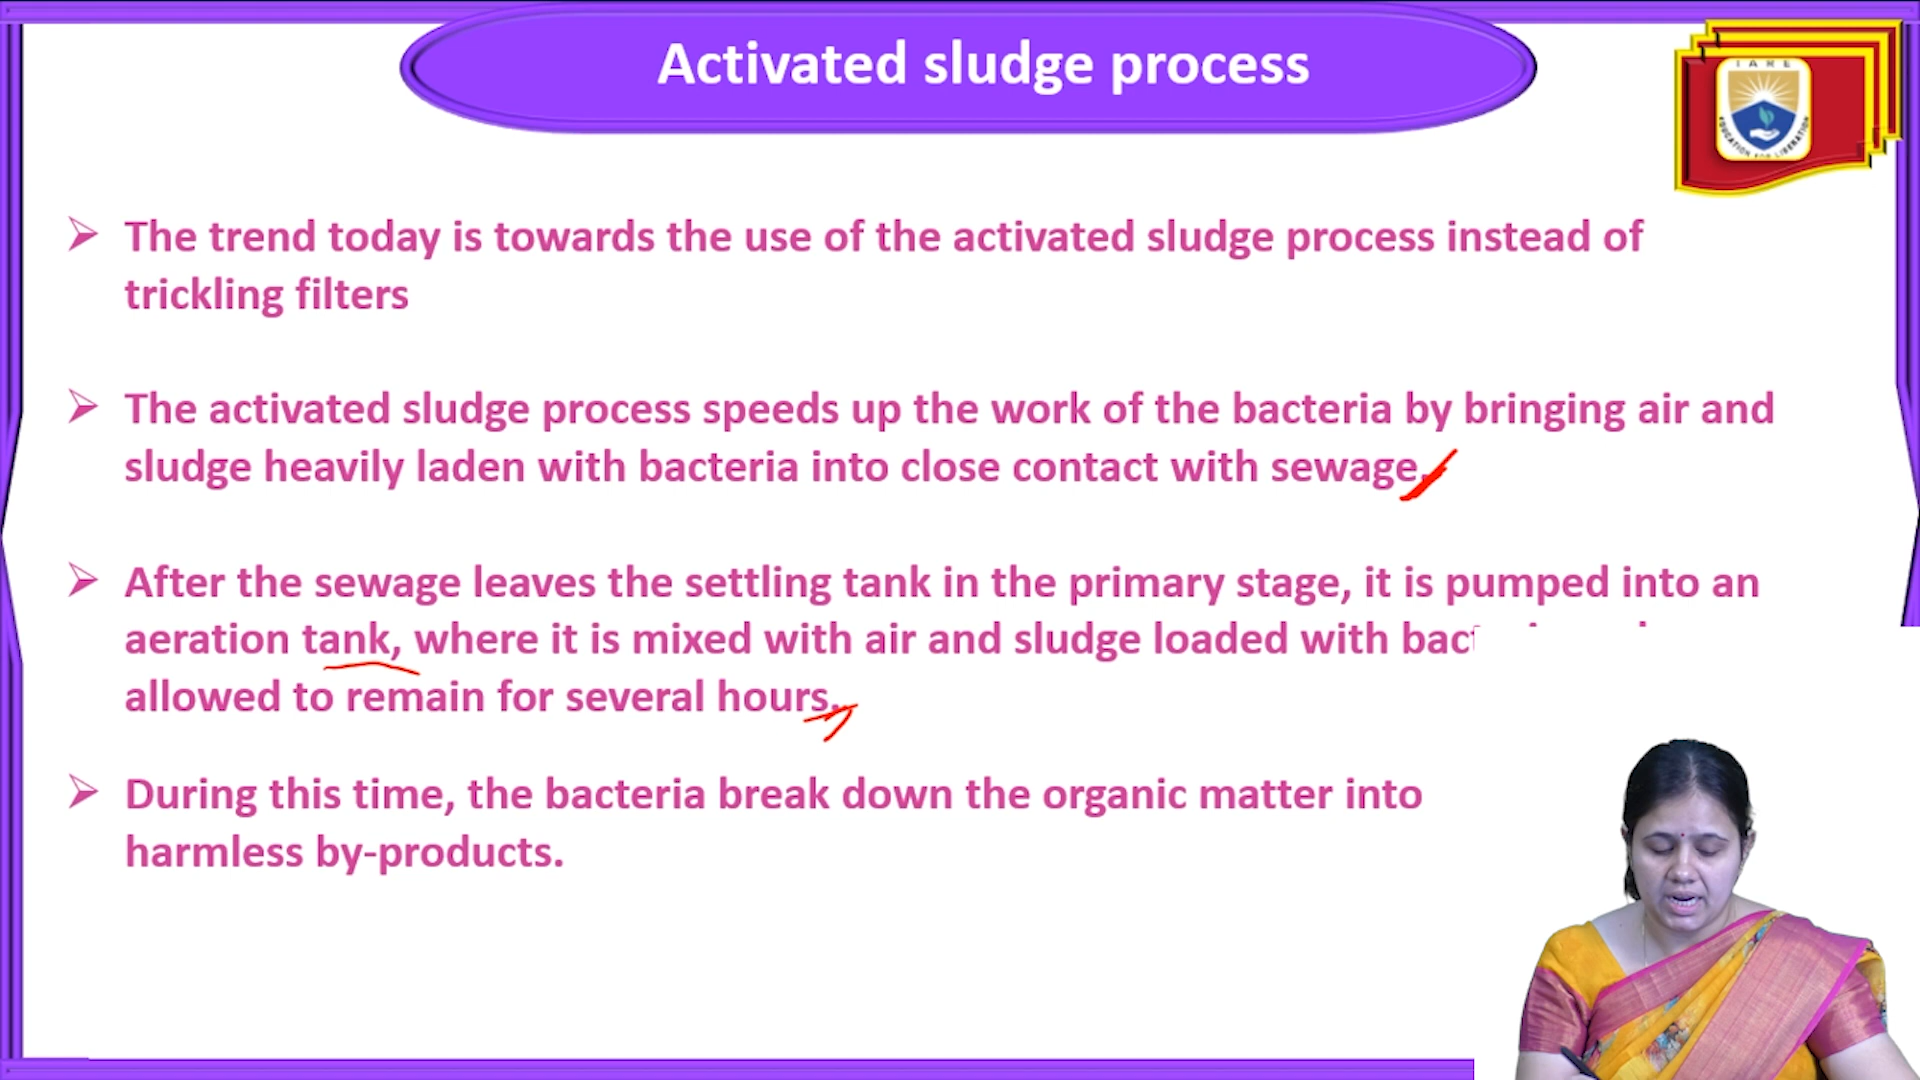 Activated sludge process
I A R E
EDUCATION FOR LIBERATION
The trend today is towards the use of the activated sludge process instead of
trickling filters
The activated sludge process speeds up the work of the bacteria by bringing air and
sludge heavily laden with bacteria into close contact with sewage.
After the sewage leaves the settling tank in the primary stage, it is pumped into an
aeration tank, where it is mixed with air and sludge loaded with
allowed to remain for several hours.
During this time, the bacteria break down the organic matter into
harmless by-products.